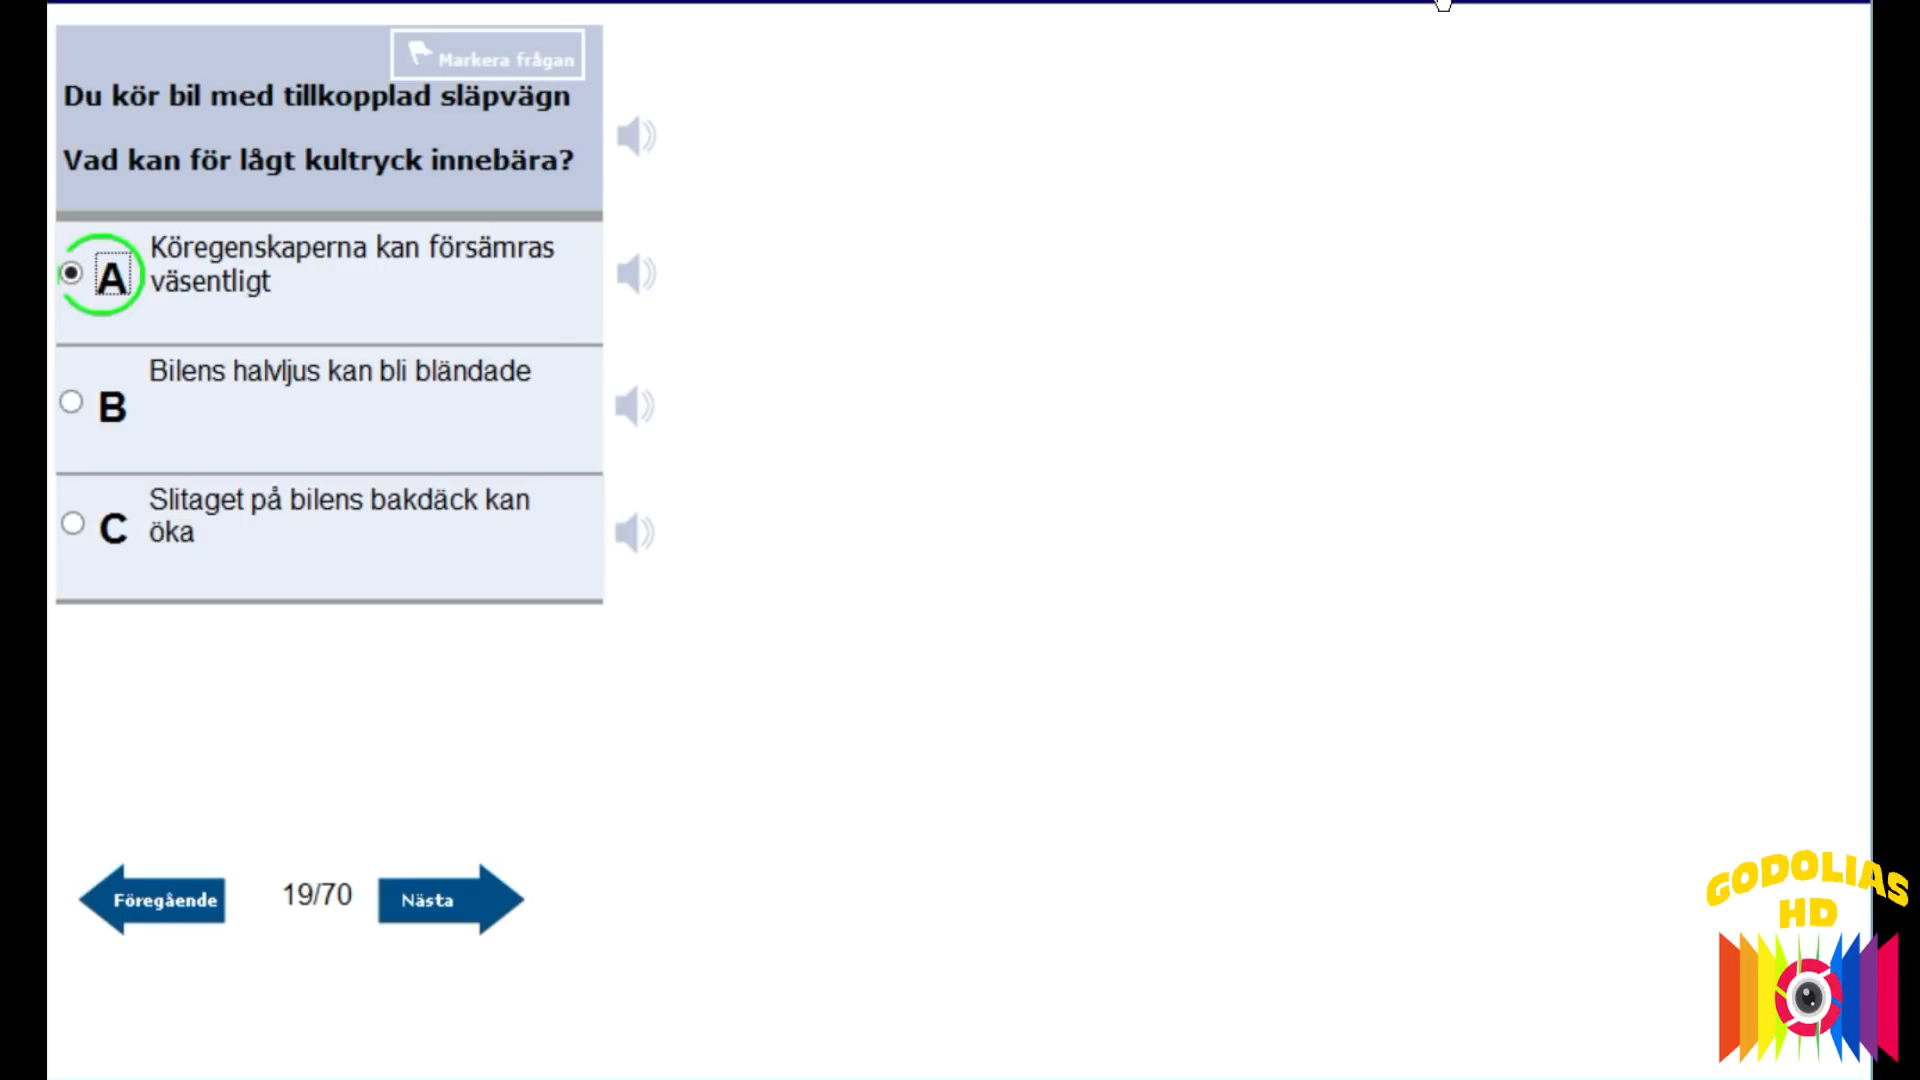 Markera frågan
Du kör bil med tillkopplad släpvägn
Vad kan för lågt kultryck innebära?
A
Köregenskaperna kan försämras
väsentligt
B
Bilens halvljus kan bli bländade
C
Slitaget på bilens bakdäck kan
öka
Föregående
19/70
Nästa
GODOLIAS
HD